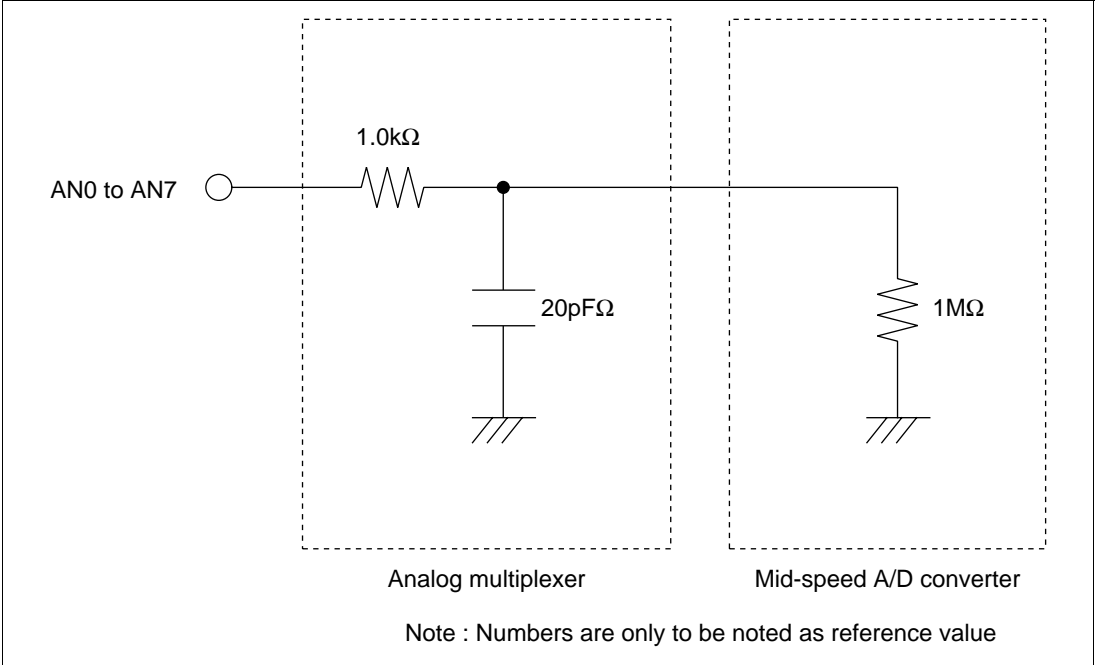 1.0kΩ
AN0 to AN7
20pFΩ
1MΩ
Analog multiplexer
Mid-speed A/D converter
Note : Numbers are only to be noted as reference value